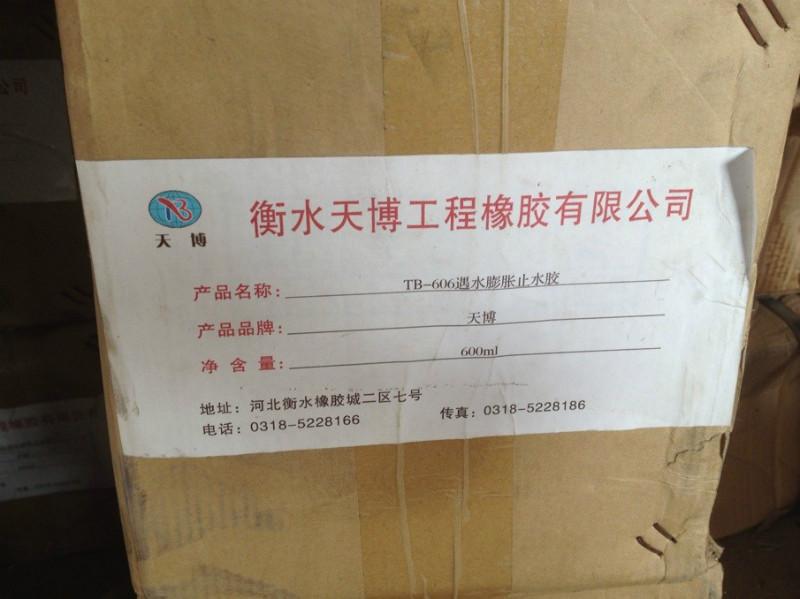 公司
衡水天博工程橡胶有限公司
天 博
产品名称: TB-606遇水膨胀止水胶
产品品牌: 天博
净 含 量: 600ml
地址: 河北衡水橡胶城二区七号
电话: 0318-5228166 传真: 0318-5228186